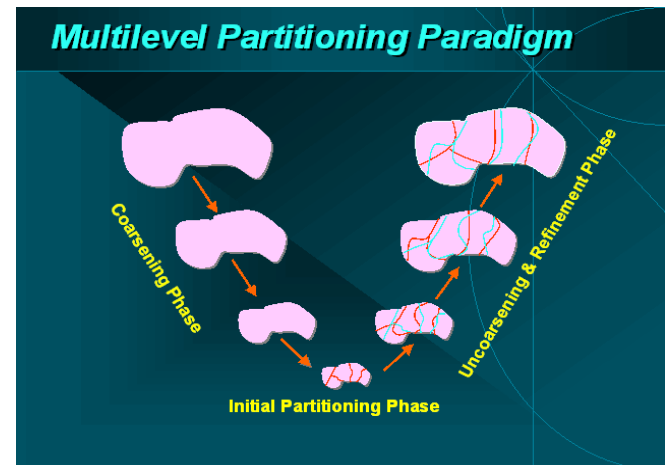 Multilevel Partitioning Paradigm
Coarsening Phase
Uncoarsening & Refinement Phase
Initial Partitioning Phase